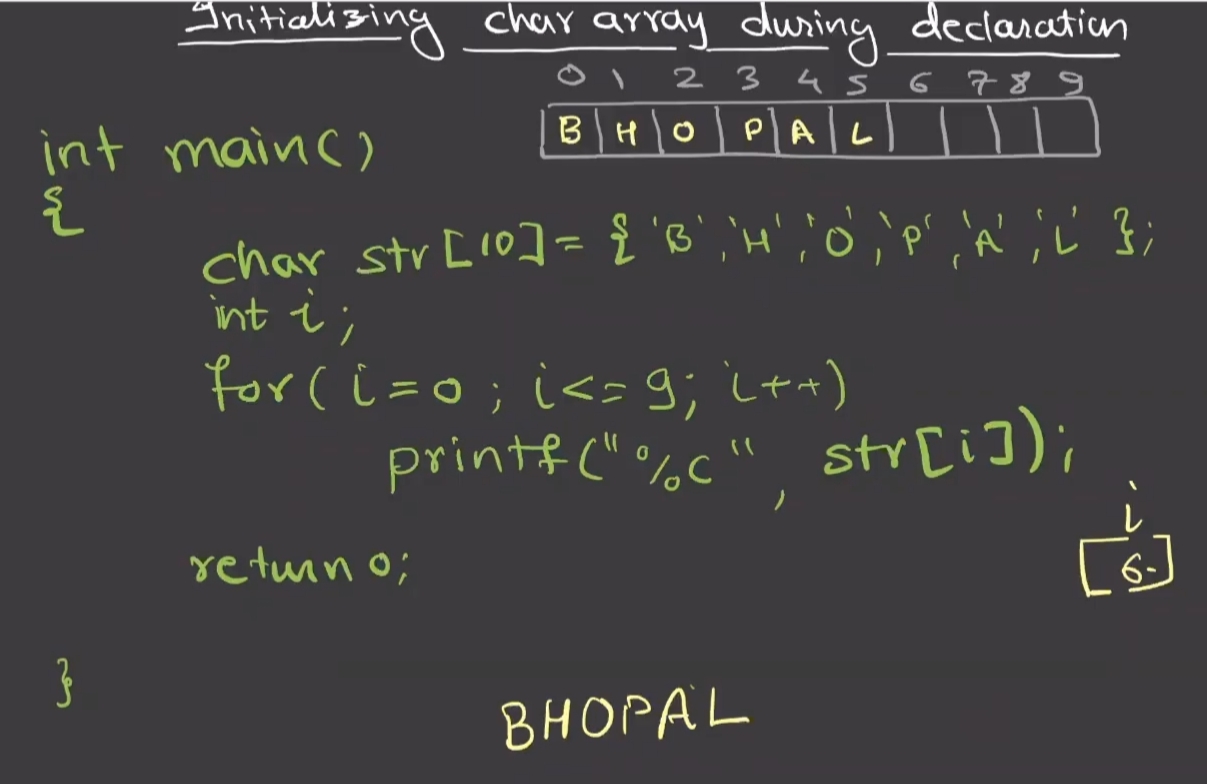 Initializing char array during declaration
0 1 2 3 4 5 6 7 8 9
B H O P A L
int main()
{
char str[10]= {'B','H','O','P','A','L'};
int i;
for(i=0; i<=9; i++)
printf("%c", str[i]);
i
6
return 0;
}
BHOPAL